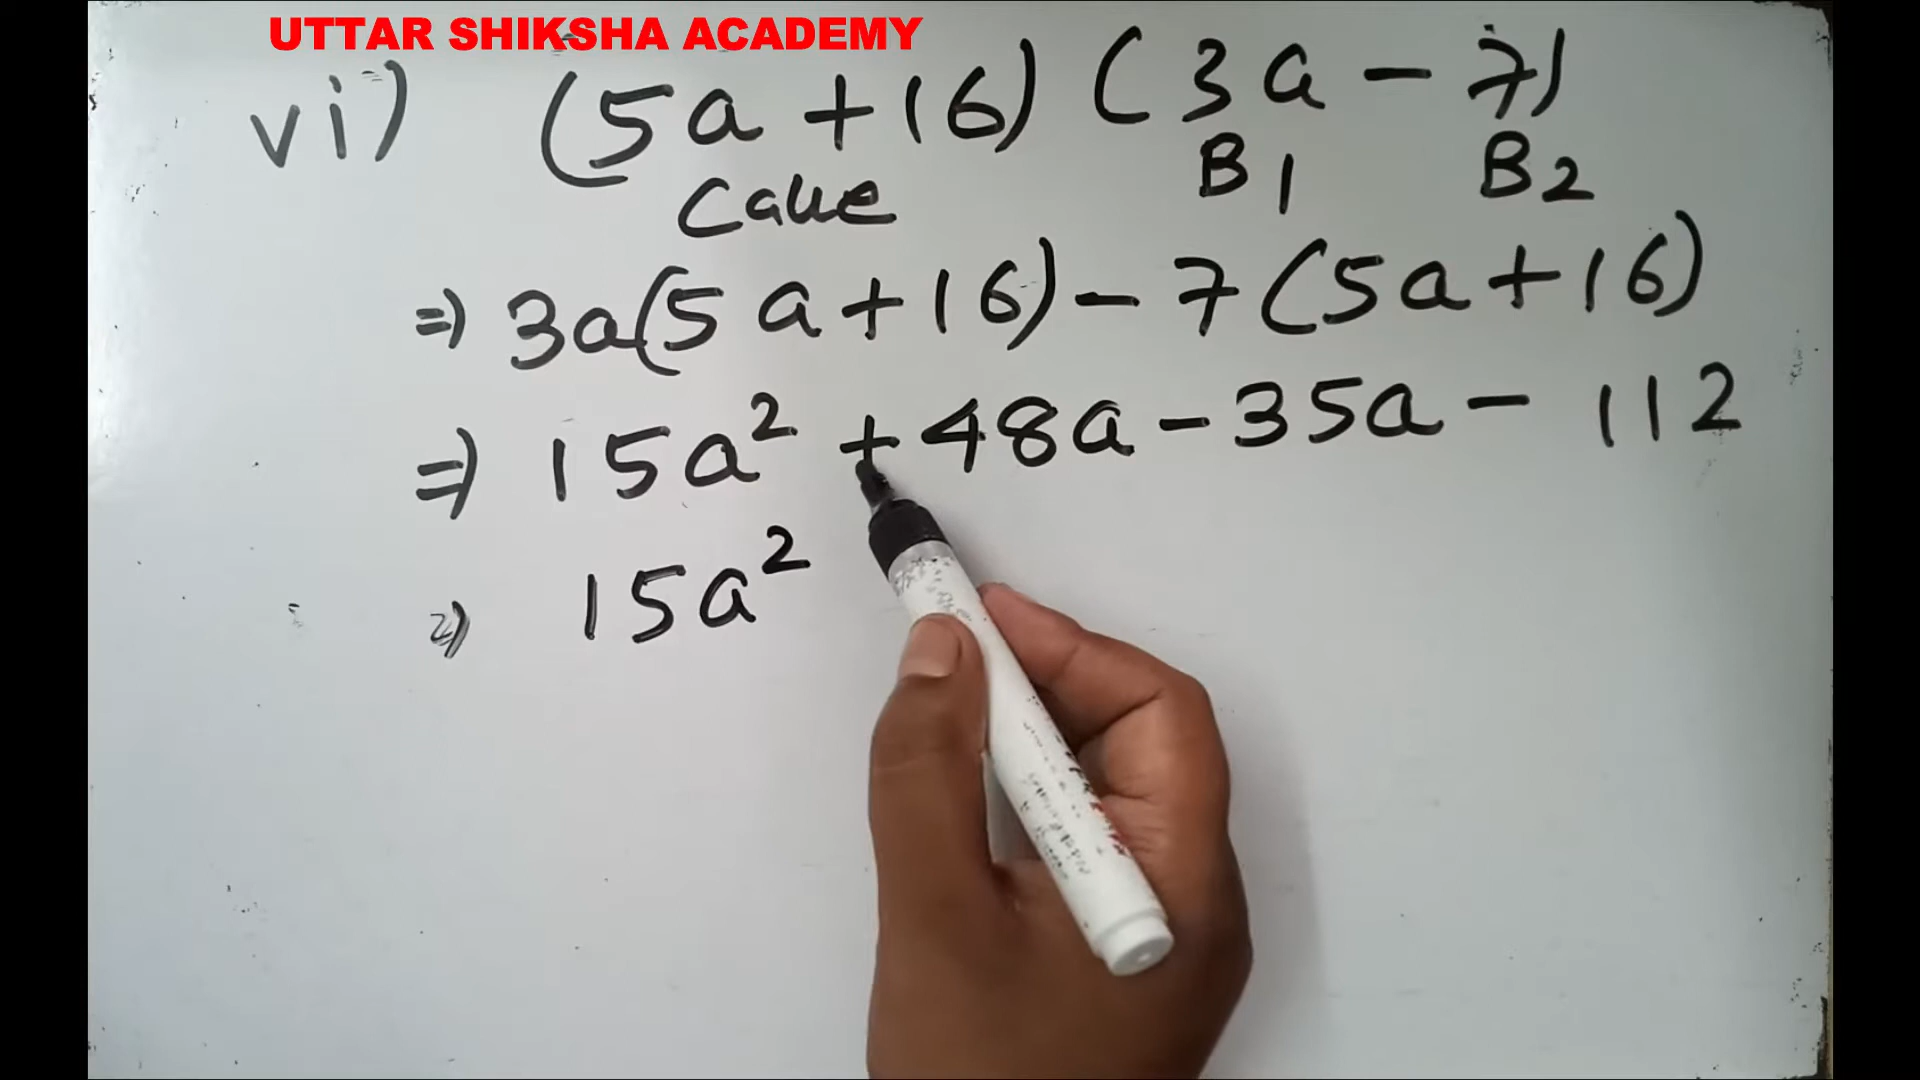 UTTAR SHIKSHA ACADEMY
vi) (5a + 16) (3a - 7)
Cake B1 B2
=> 3a(5a + 16) - 7(5a + 16)
=> 15a² + 48a - 35a - 112
=> 15a²